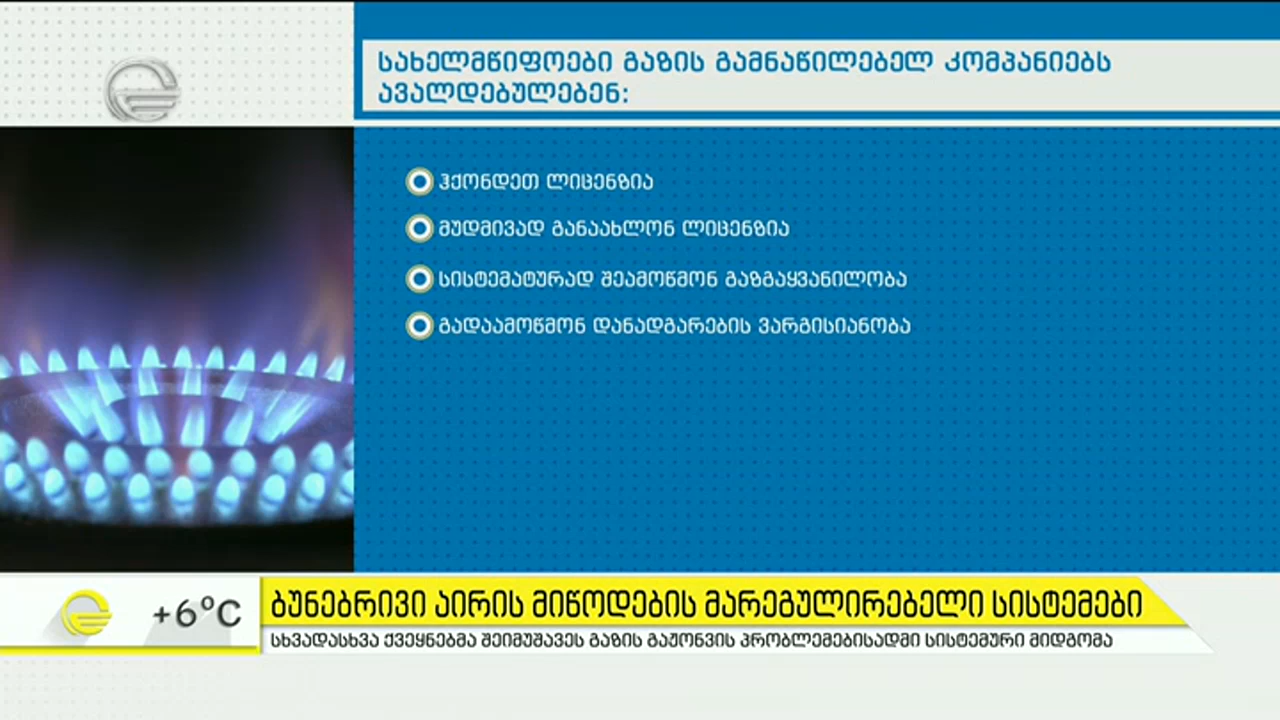 სახელმწიფოები გაზის გამნაწილებელ კომპანიებს
ავალდებულებენ:
ჰქონდეთ ლიცენზია
მუდმივად განაახლონ ლიცენზია
სისტემატურად შეამოწმონ გაზგაყვანილობა
გადაამოწმონ დანადგარების ვარგისიანობა
+6°C
ბუნებრივი აირის მიწოდების მარეგულირებელი სისტემები
სხვადასხვა ქვეყნებმა შეიმუშავეს გაზის გაჟონვის პრობლემებისადმი სისტემური მიდგომა